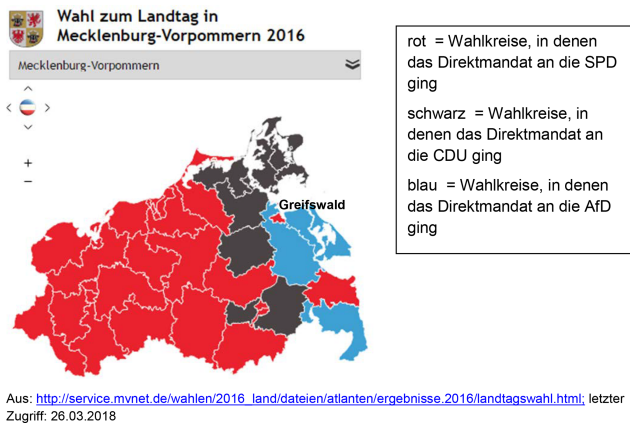 Wahl zum Landtag in
Mecklenburg-Vorpommern 2016
Mecklenburg-Vorpommern
Greifswald
rot = Wahlkreise, in denen
das Direktmandat an die SPD
ging
schwarz = Wahlkreise, in
denen das Direktmandat an
die CDU ging
blau = Wahlkreise, in denen
das Direktmandat an die AfD
ging
Aus: http://service.mvnet.de/wahlen/2016_land/dateien/atlanten/ergebnisse.2016/landtagswahl.html; letzter
Zugriff: 26.03.2018